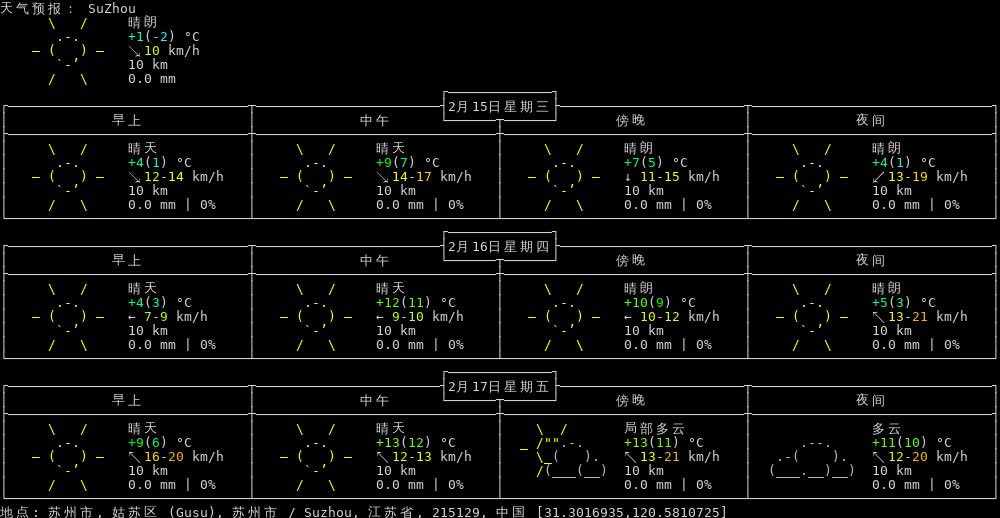 天气预报: SuZhou
晴朗
+1(-2) °C
↘10 km/h
10 km
0.0 mm
2月15日星期三
早上 中午 傍晚 夜间
晴天 晴天 晴朗 晴朗
+4(1) °C +9(7) °C +7(5) °C +4(1) °C
↘12-14 km/h ↘14-17 km/h ↓ 11-15 km/h ↙13-19 km/h
10 km 10 km 10 km 10 km
0.0 mm | 0% 0.0 mm | 0% 0.0 mm | 0% 0.0 mm | 0%
2月16日星期四
早上 中午 傍晚 夜间
晴天 晴天 晴朗 晴朗
+4(3) °C +12(11) °C +10(9) °C +5(3) °C
← 7-9 km/h ← 9-10 km/h ← 10-12 km/h ↖13-21 km/h
10 km 10 km 10 km 10 km
0.0 mm | 0% 0.0 mm | 0% 0.0 mm | 0% 0.0 mm | 0%
2月17日星期五
早上 中午 傍晚 夜间
晴天 晴天 局部多云 多云
+9(6) °C +13(12) °C +13(11) °C +11(10) °C
↖16-20 km/h ↖12-13 km/h ↖13-21 km/h ↖12-20 km/h
10 km 10 km 10 km 10 km
0.0 mm | 0% 0.0 mm | 0% 0.0 mm | 0% 0.0 mm | 0%
地点: 苏州市, 姑苏区 (Gusu), 苏州市 / Suzhou, 江苏省, 215129, 中国 [31.3016935,120.5810725]